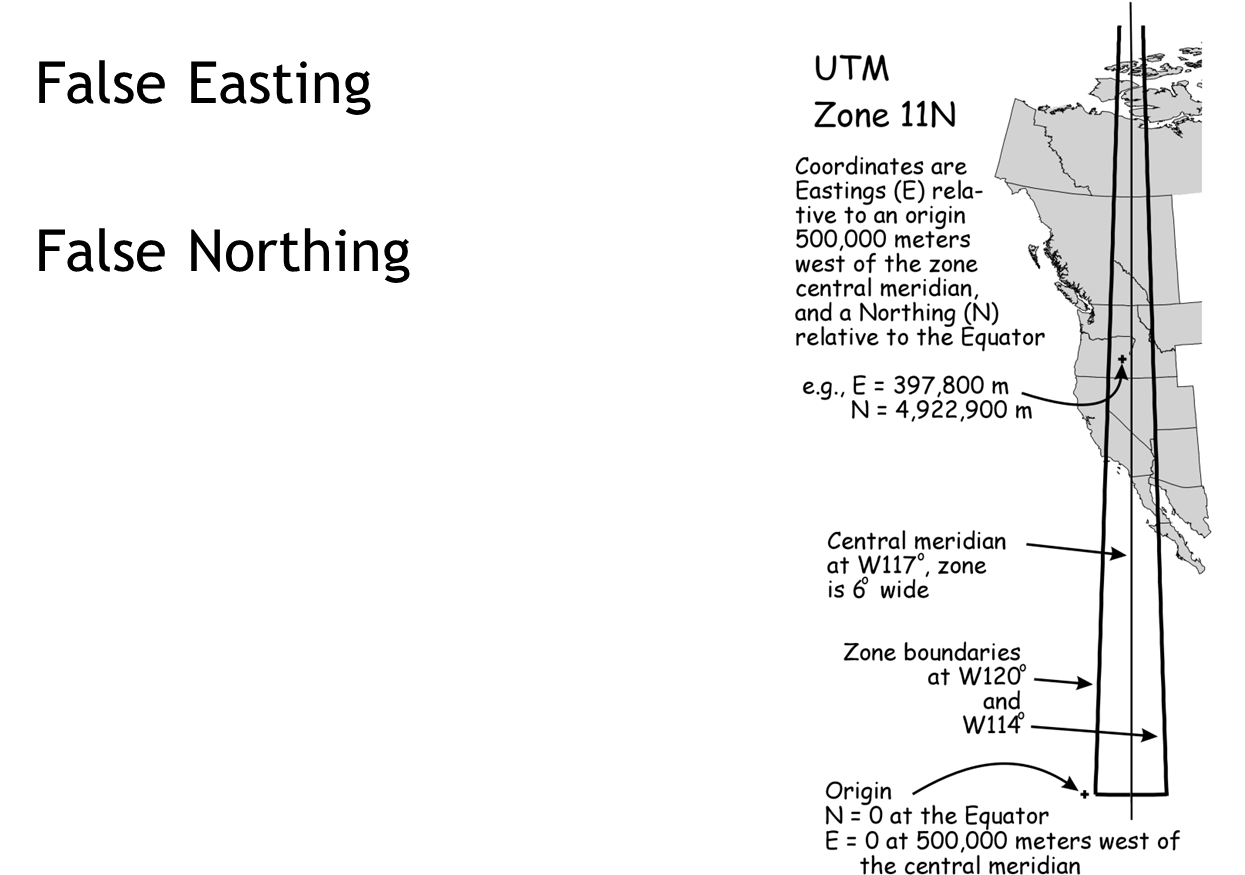 False Easting
False Northing
UTM
Zone 11N
Coordinates are
Eastings (E) rela-
tive to an origin
500,000 meters
west of the zone
central meridian,
and a Northing (N)
relative to the Equator
e.g., E = 397,800 m
N = 4,922,900 m
Central meridian
at W117°, zone
is 6° wide
Zone boundaries
at W120°
and
W114°
Origin
N = 0 at the Equator
E = 0 at 500,000 meters west of
the central meridian